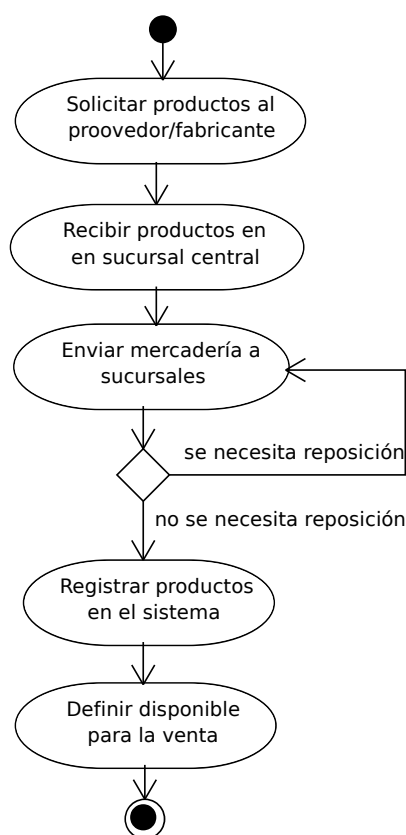 Solicitar productos al
proovedor/fabricante
Recibir productos en
en sucursal central
Enviar mercadería a
sucursales
se necesita reposición
no se necesita reposición
Registrar productos
en el sistema
Definir disponible
para la venta